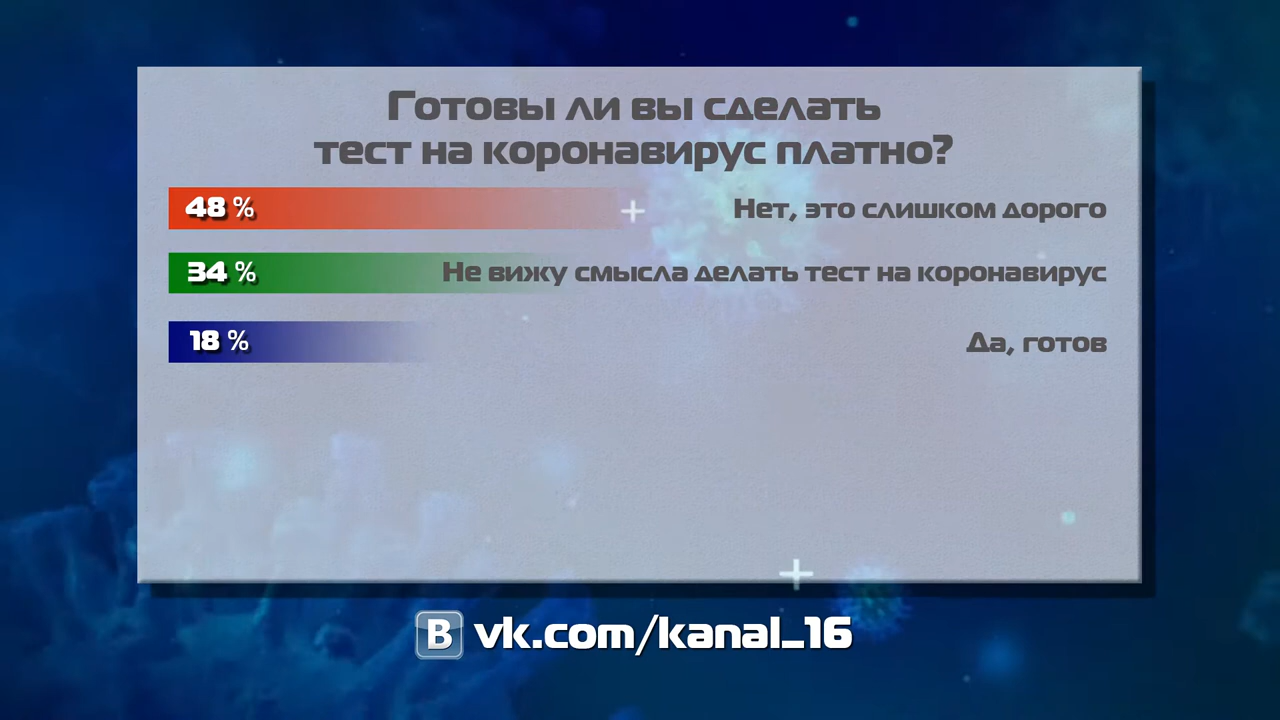 Готовы ли вы сделать
тест на коронавирус платно?
48 % Нет, это слишком дорого
34 % Не вижу смысла делать тест на коронавирус
18 % Да, готов
В vk.com/kanal_16